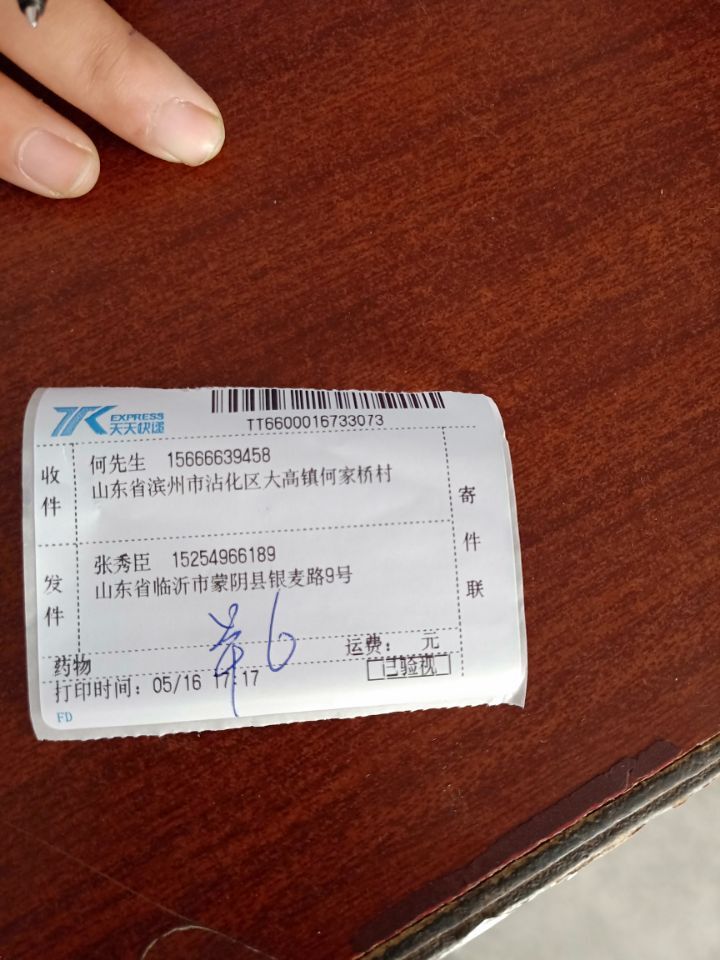 TTK EXPRESS
天天快递
TT6600016733073
收件
何先生 15666639458
山东省滨州市沾化区大高镇何家桥村
发件
张秀臣 15254966189
山东省临沂市蒙阴县银麦路9号
寄件联
6
药物
运费： 元
已验视
打印时间：05/16 17:17
FD